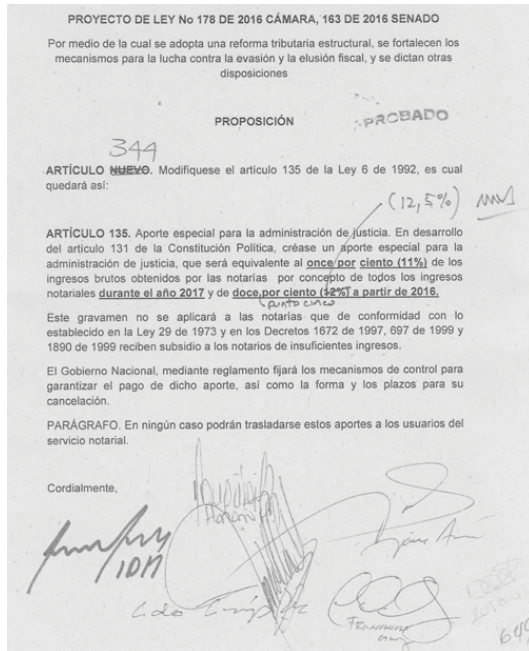 PROYECTO DE LEY No 178 DE 2016 CÁMARA, 163 DE 2016 SENADO
Por medio de la cual se adopta una reforma tributaria estructural, se fortalecen los
mecanismos para la lucha contra la evasión y la elusión fiscal, y se dictan otras
disposiciones
APROBADO
PROPOSICIÓN
344
ARTÍCULO NUEVO. Modifiquese el articulo 135 de la Ley 6 de 1992, es cual
quedará así:
(12,5%)
ARTÍCULO 135. Aporte especial para la administración de justicia. En desarrollo
del artículo 131 de la Constitución Política, créase un aporte especial para la
administración de justicia, que será equivalente al once por ciento (11%) de los
ingresos brutos obtenidos por las notarías por concepto de todos los ingresos
notariales durante el año 2017 y de doce por ciento (12%) a partir de 2016.
punto cinco
Este gravamen no se aplicará a las notarías que de conformidad con lo
establecido en la Ley 29 de 1973 y en los Decretos 1672 de 1997, 697 de 1999 y
1890 de 1999 reciben subsidio a los notarios de insuficientes ingresos.
El Gobierno Nacional, mediante reglamento fijará los mecanismos de control para
garantizar el pago de dicho aporte, así como la forma y los plazos para su
cancelación.
PARÁGRAFO. En ningún caso podrán trasladarse estos aportes a los usuarios del
servicio notarial.
Cordialmente,